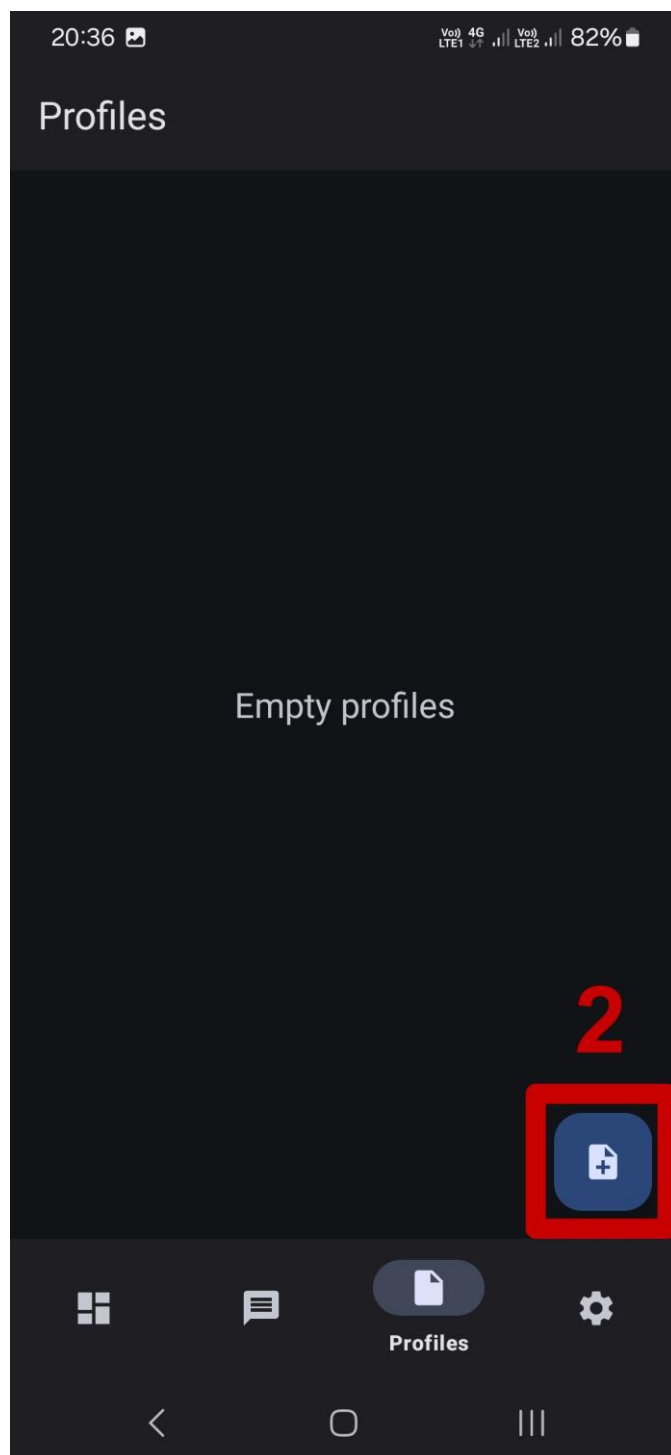 20:36
Vo)) 4G Vo)) 82%
LTE1 LTE2
Profiles
Empty profiles
2
Profiles